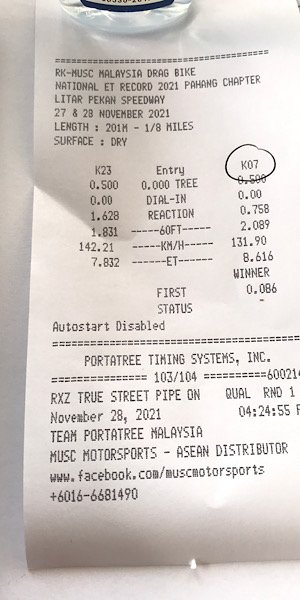 RK-MUSC MALAYSIA DRAG BIKE
NATIONAL ET RECORD 2021 PAHANG CHAPTER
LITAR PEKAN SPEEDWAY
27 & 28 NOVEMBER 2021
LENGTH : 201M - 1/8 MILES
SURFACE : DRY
K23 Entry K07
0.500 0.000 TREE 0.500
0.00 DIAL-IN 0.00
1.628 REACTION 0.758
1.831 -----60FT----- 2.089
142.21 -----KM/H----- 131.90
7.832 ------ET------ 8.616
WINNER
FIRST 0.086
STATUS -
Autostart Disabled
PORTATREE TIMING SYSTEMS, INC.
============ 103/104 ==========600214
RXZ TRUE STREET PIPE ON QUAL RND 1
November 28, 2021 04:24:55 P
TEAM PORTATREE MALAYSIA
MUSC MOTORSPORTS - ASEAN DISTRIBUTOR
www.facebook.com/muscmotorsports
+6016-6681490